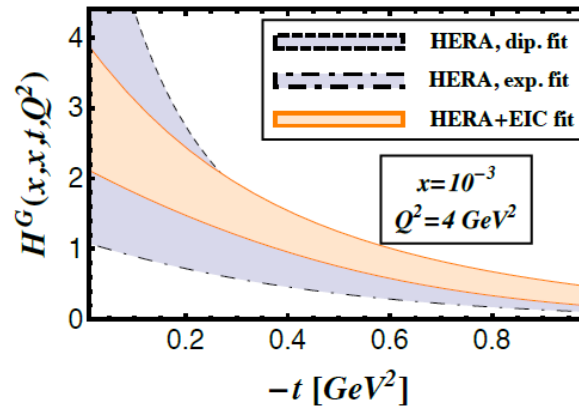 HERA, dip. fit
HERA, exp. fit
HERA+EIC fit
x=10⁻³
Q²=4 GeV²
H^G(x,x,t,Q²)
4
3
2
1
0
0.2
0.4
0.6
0.8
−t [GeV²]